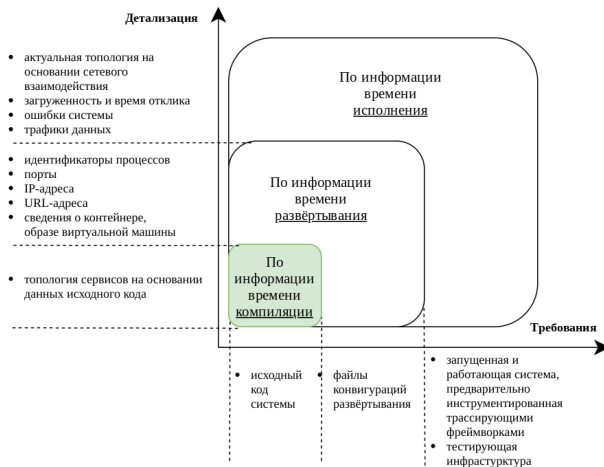 Детализация
• актуальная топология на
основании сетевого
взаимодействия
• загруженность и время отклика
• ошибки системы
• трафики данных
• идентификаторы процессов
• порты
• IP-адреса
• URL-адреса
• сведения о контейнере,
образе виртуальной машины
• топология сервисов на основании
данных исходного кода
По информации
времени
исполнения
По информации
времени
развёртывания
По
информации
времени
компиляции
Требования
• исходный
код
системы
• файлы
конвигураций
развёртывания
• запущенная и
работающая система,
предварительно
инструментированная
трассирующими
фреймворками
• тестирующая
инфрастурктура